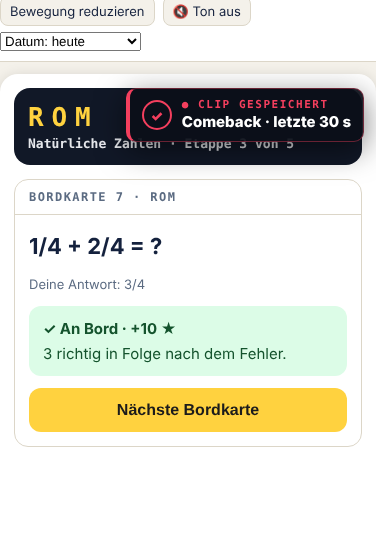 Bewegung reduzieren
🔇 Ton aus
Datum: heute
ROM
CLIP GESPEICHERT
Comeback · letzte 30 s
Natürliche Zahlen · Etappe 3 von 5
BORDKARTE 7 · ROM
1/4 + 2/4 = ?
Deine Antwort: 3/4
✓ An Bord · +10 ★
3 richtig in Folge nach dem Fehler.
Nächste Bordkarte